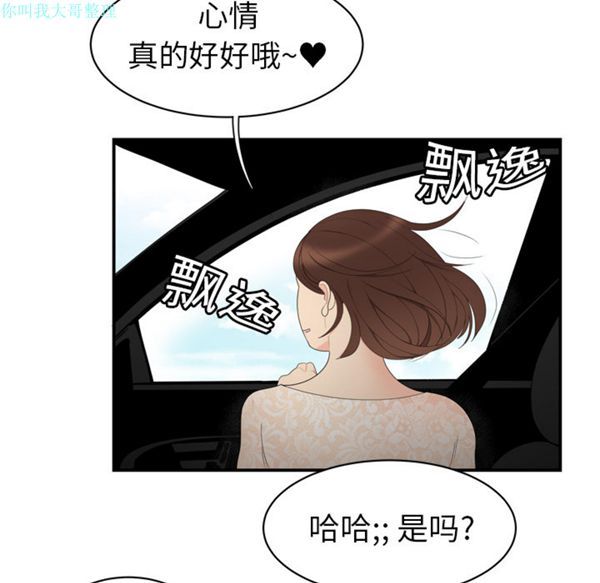 你叫我大哥整理
心情
真的好好哦~♥
飘逸
飘逸
哈哈;; 是吗?